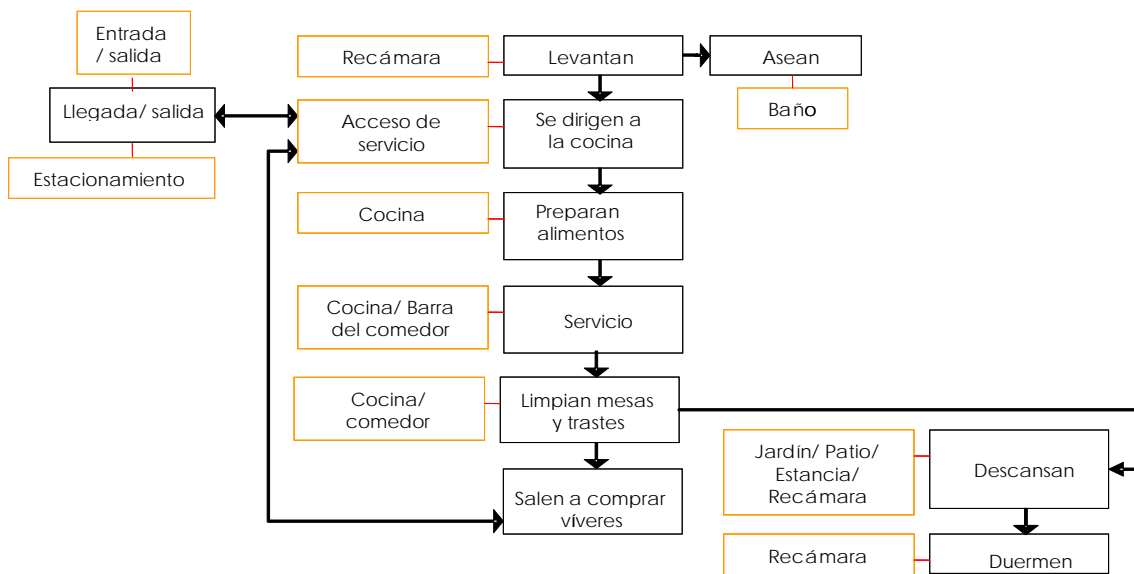 Entrada
/ salida
Llegada/ salida
Estacionamiento
Recámara
Levantan
Asean
Baño
Acceso de
servicio
Se dirigen a
la cocina
Cocina
Preparan
alimentos
Cocina/ Barra
del comedor
Servicio
Cocina/
comedor
Limpian mesas
y trastes
Salen a comprar
víveres
Jardín/ Patio/
Estancia/
Recámara
Descansan
Recámara
Duermen